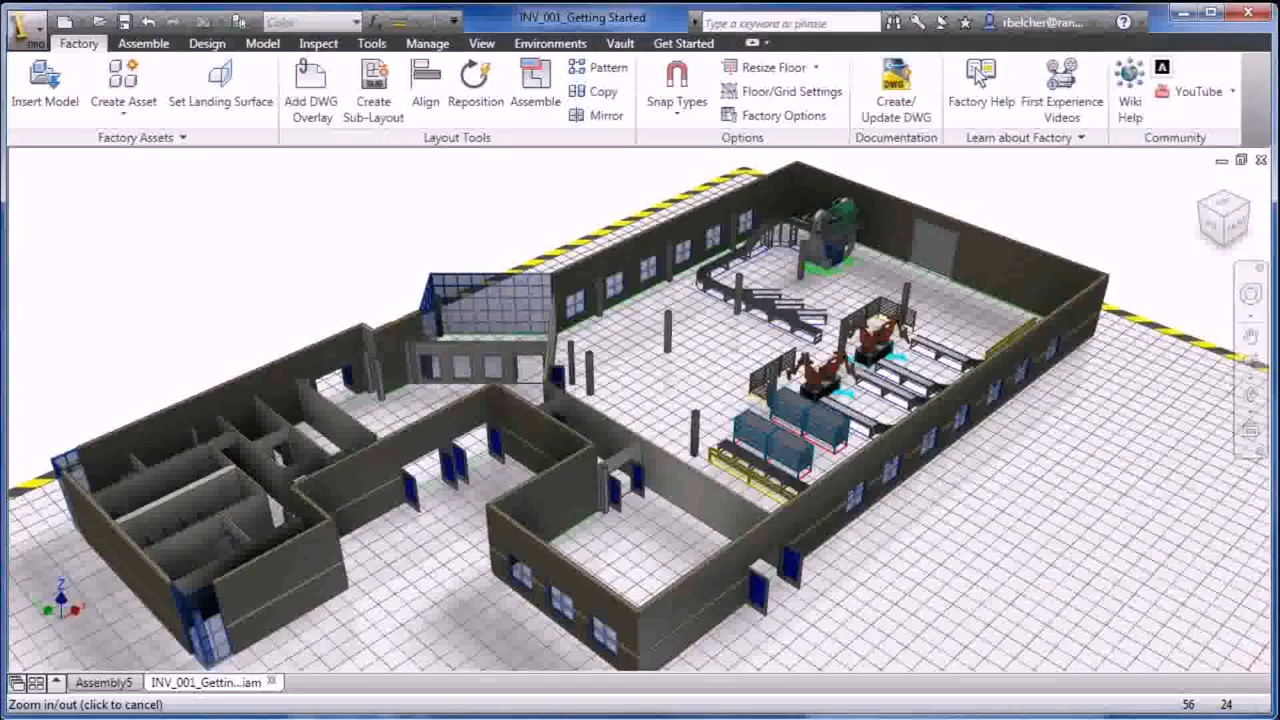 Color
INV_001_Getting Started
Type a keyword or phrase
rbelcher@ran...
PRO
Factory Assemble Design Model Inspect Tools Manage View Environments Vault Get Started
Insert Model
Create Asset
Set Landing Surface
Factory Assets
Add DWG
Overlay
Create
Sub-Layout
Align
Reposition
Assemble
Pattern
Copy
Mirror
Layout Tools
Snap Types
Resize Floor
Floor/Grid Settings
Factory Options
Options
DWG
Create/
Update DWG
Documentation
Factory Help
First Experience
Videos
Learn about Factory
Wiki
Help
A
YouTube
Community
Z
Assembly5
INV_001_Gettin...iam
Zoom in/out (click to cancel)
56 24